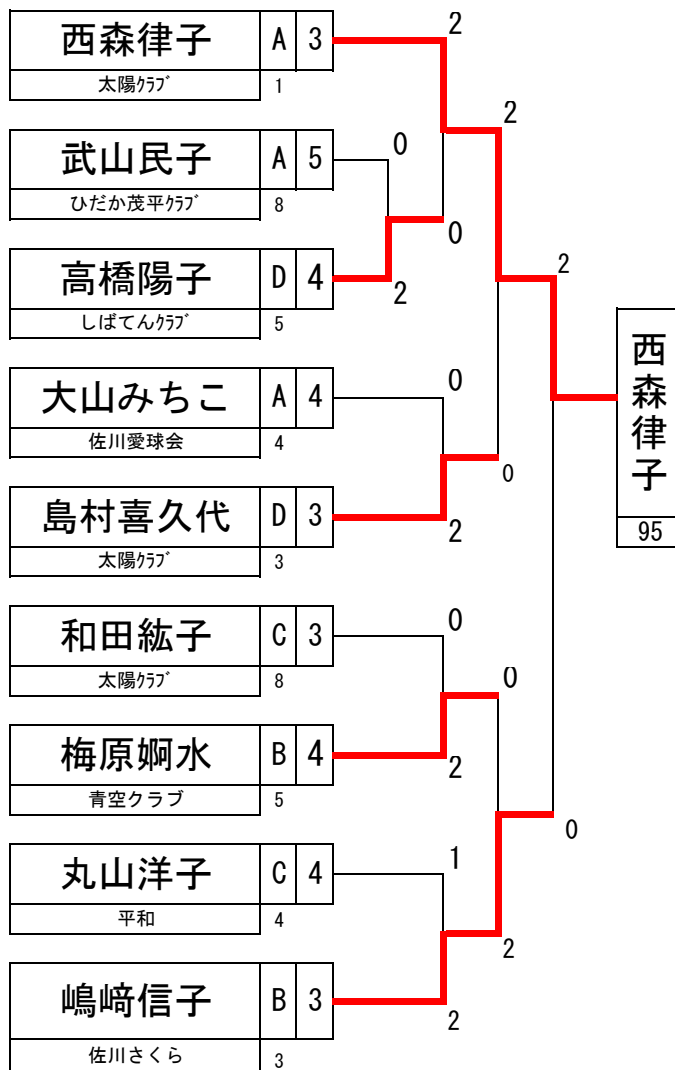 西森律子 A 3
太陽ｸﾗﾌﾞ 1
2
2
武山民子 A 5
0
ひだか茂平ｸﾗﾌﾞ 8
0
2
高橋陽子 D 4
2
しばてんｸﾗﾌﾞ 5
西森律子
95
大山みちこ A 4
0
佐川愛球会 4
0
島村喜久代 D 3
2
太陽ｸﾗﾌﾞ 3
和田紘子 C 3
0
太陽ｸﾗﾌﾞ 8
0
梅原婀水 B 4
2
青空クラブ 5
0
丸山洋子 C 4
1
平和 4
2
嶋﨑信子 B 3
2
佐川さくら 3